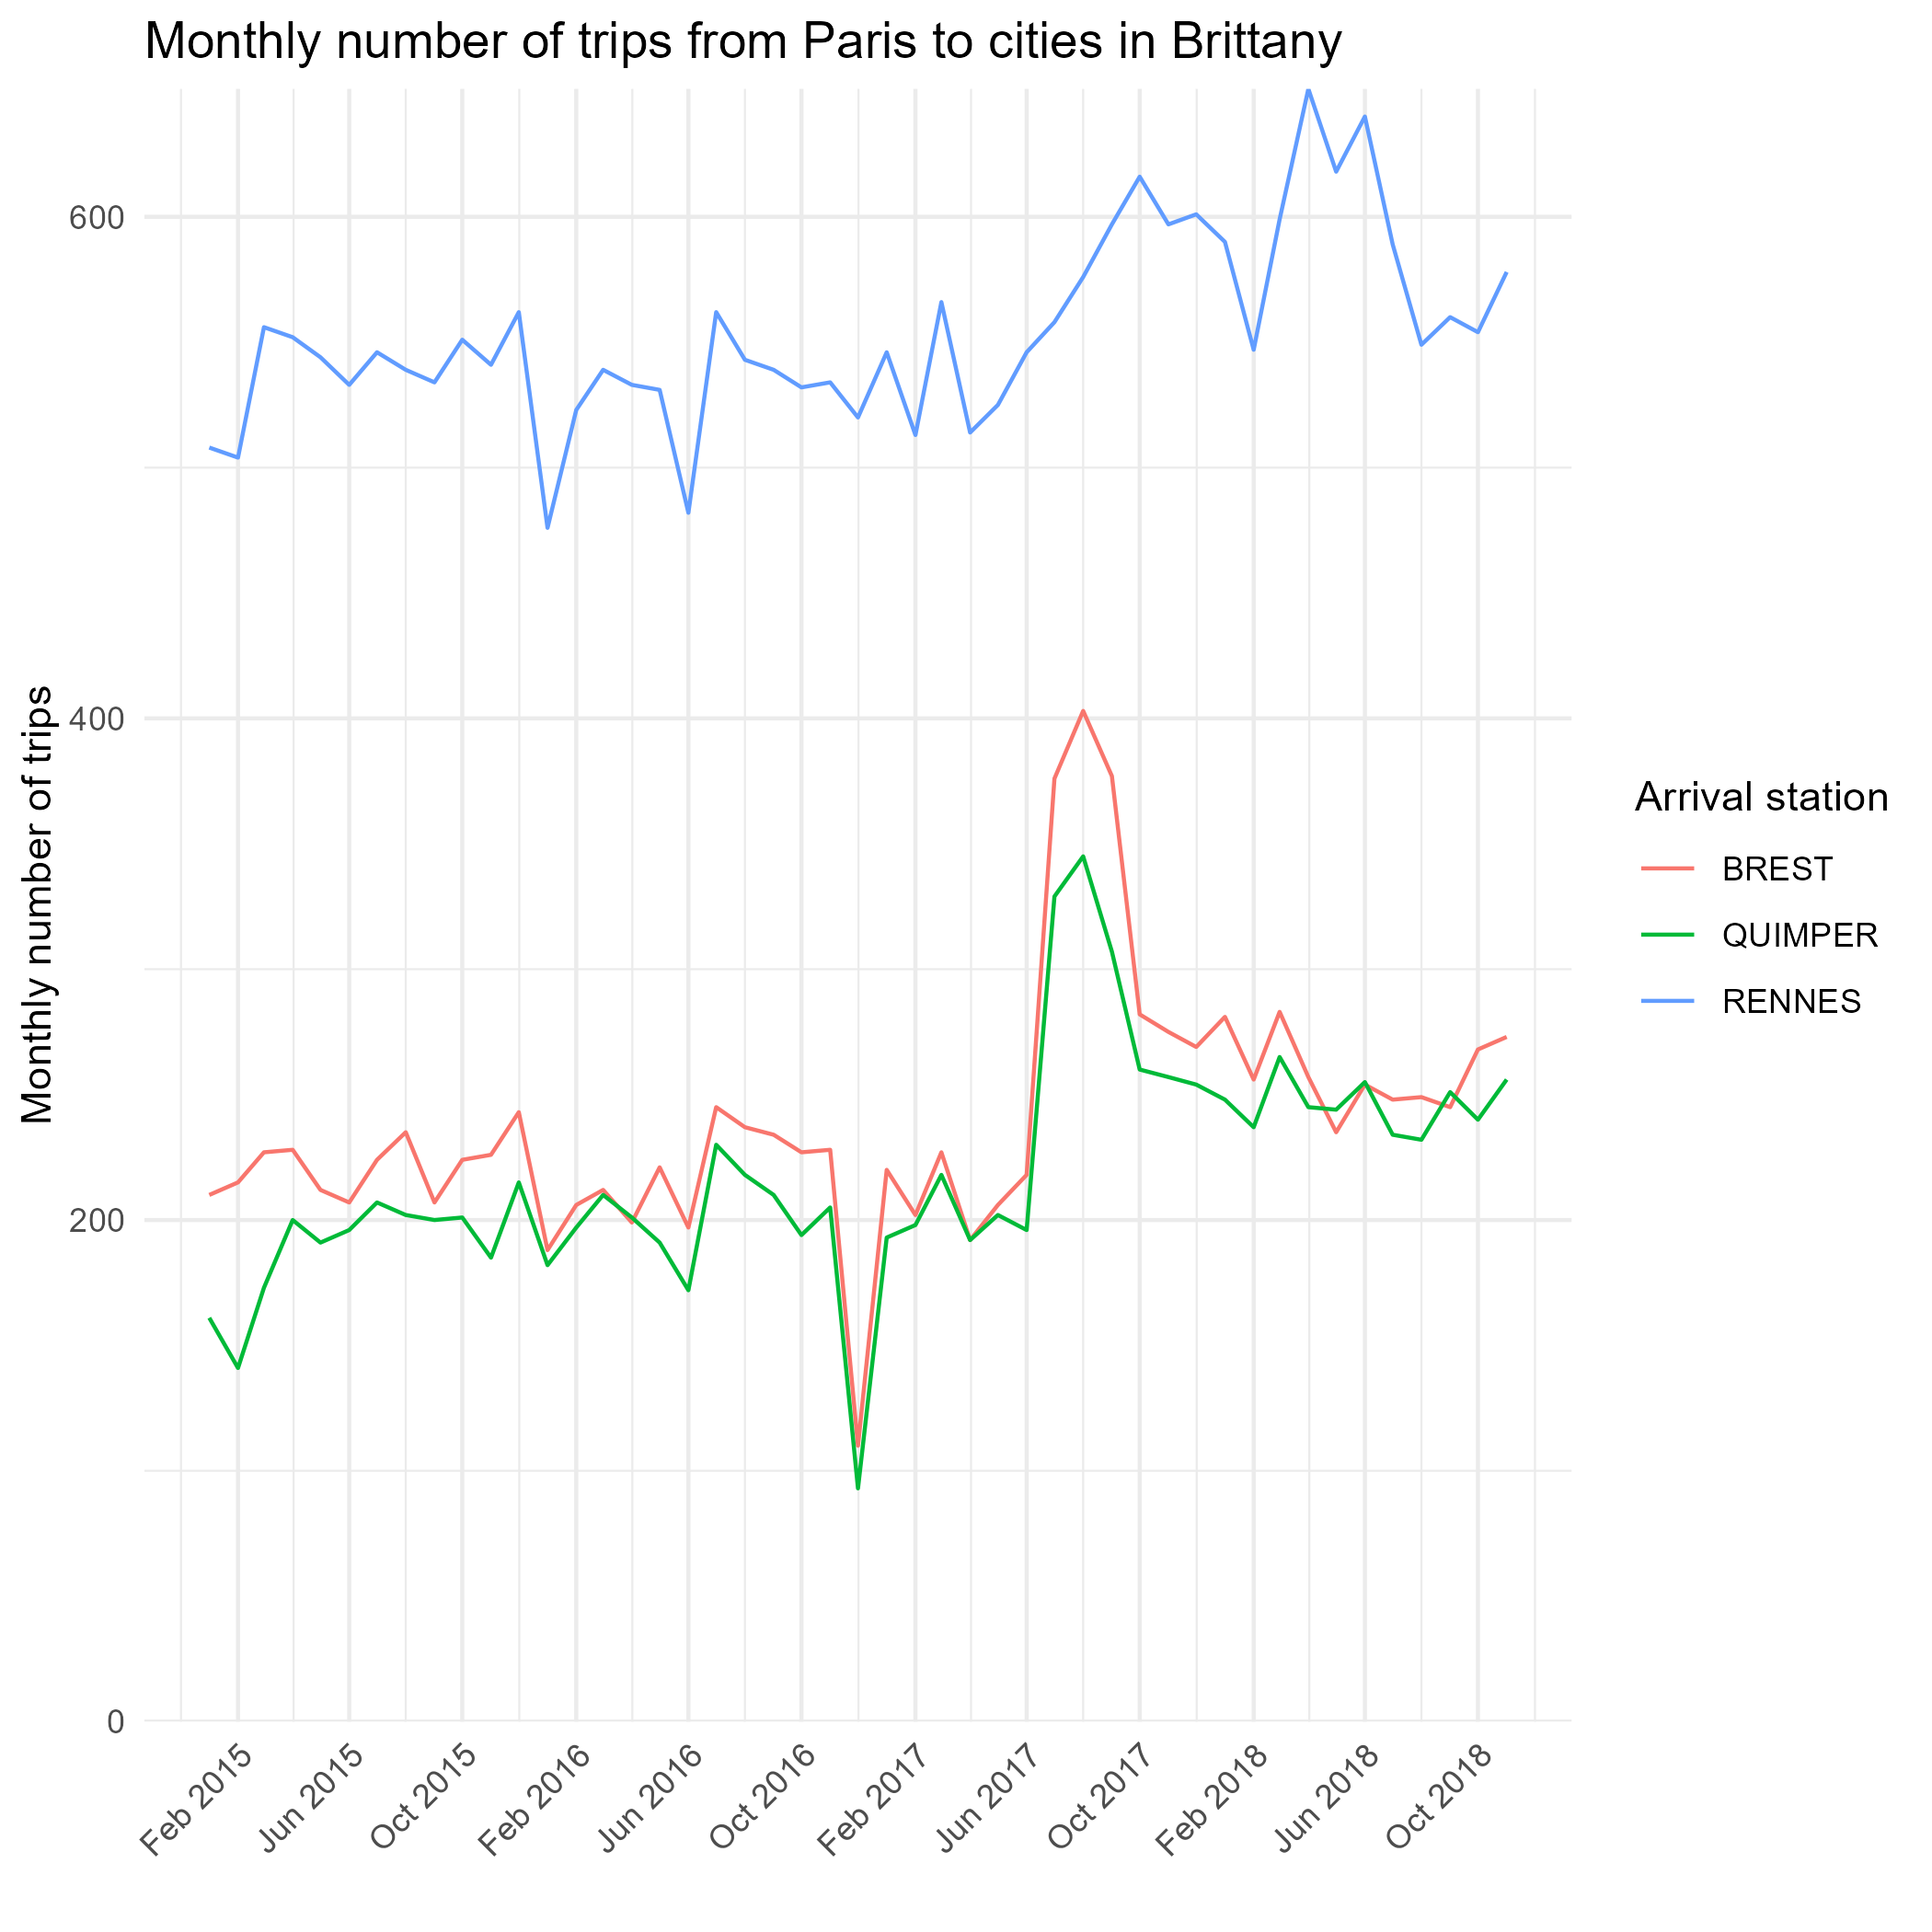 Monthly number of trips from Paris to cities in Brittany
Monthly number of trips
600
400
200
0
Feb 2015
Jun 2015
Oct 2015
Feb 2016
Jun 2016
Oct 2016
Feb 2017
Jun 2017
Oct 2017
Feb 2018
Jun 2018
Oct 2018
Arrival station
BREST
QUIMPER
RENNES